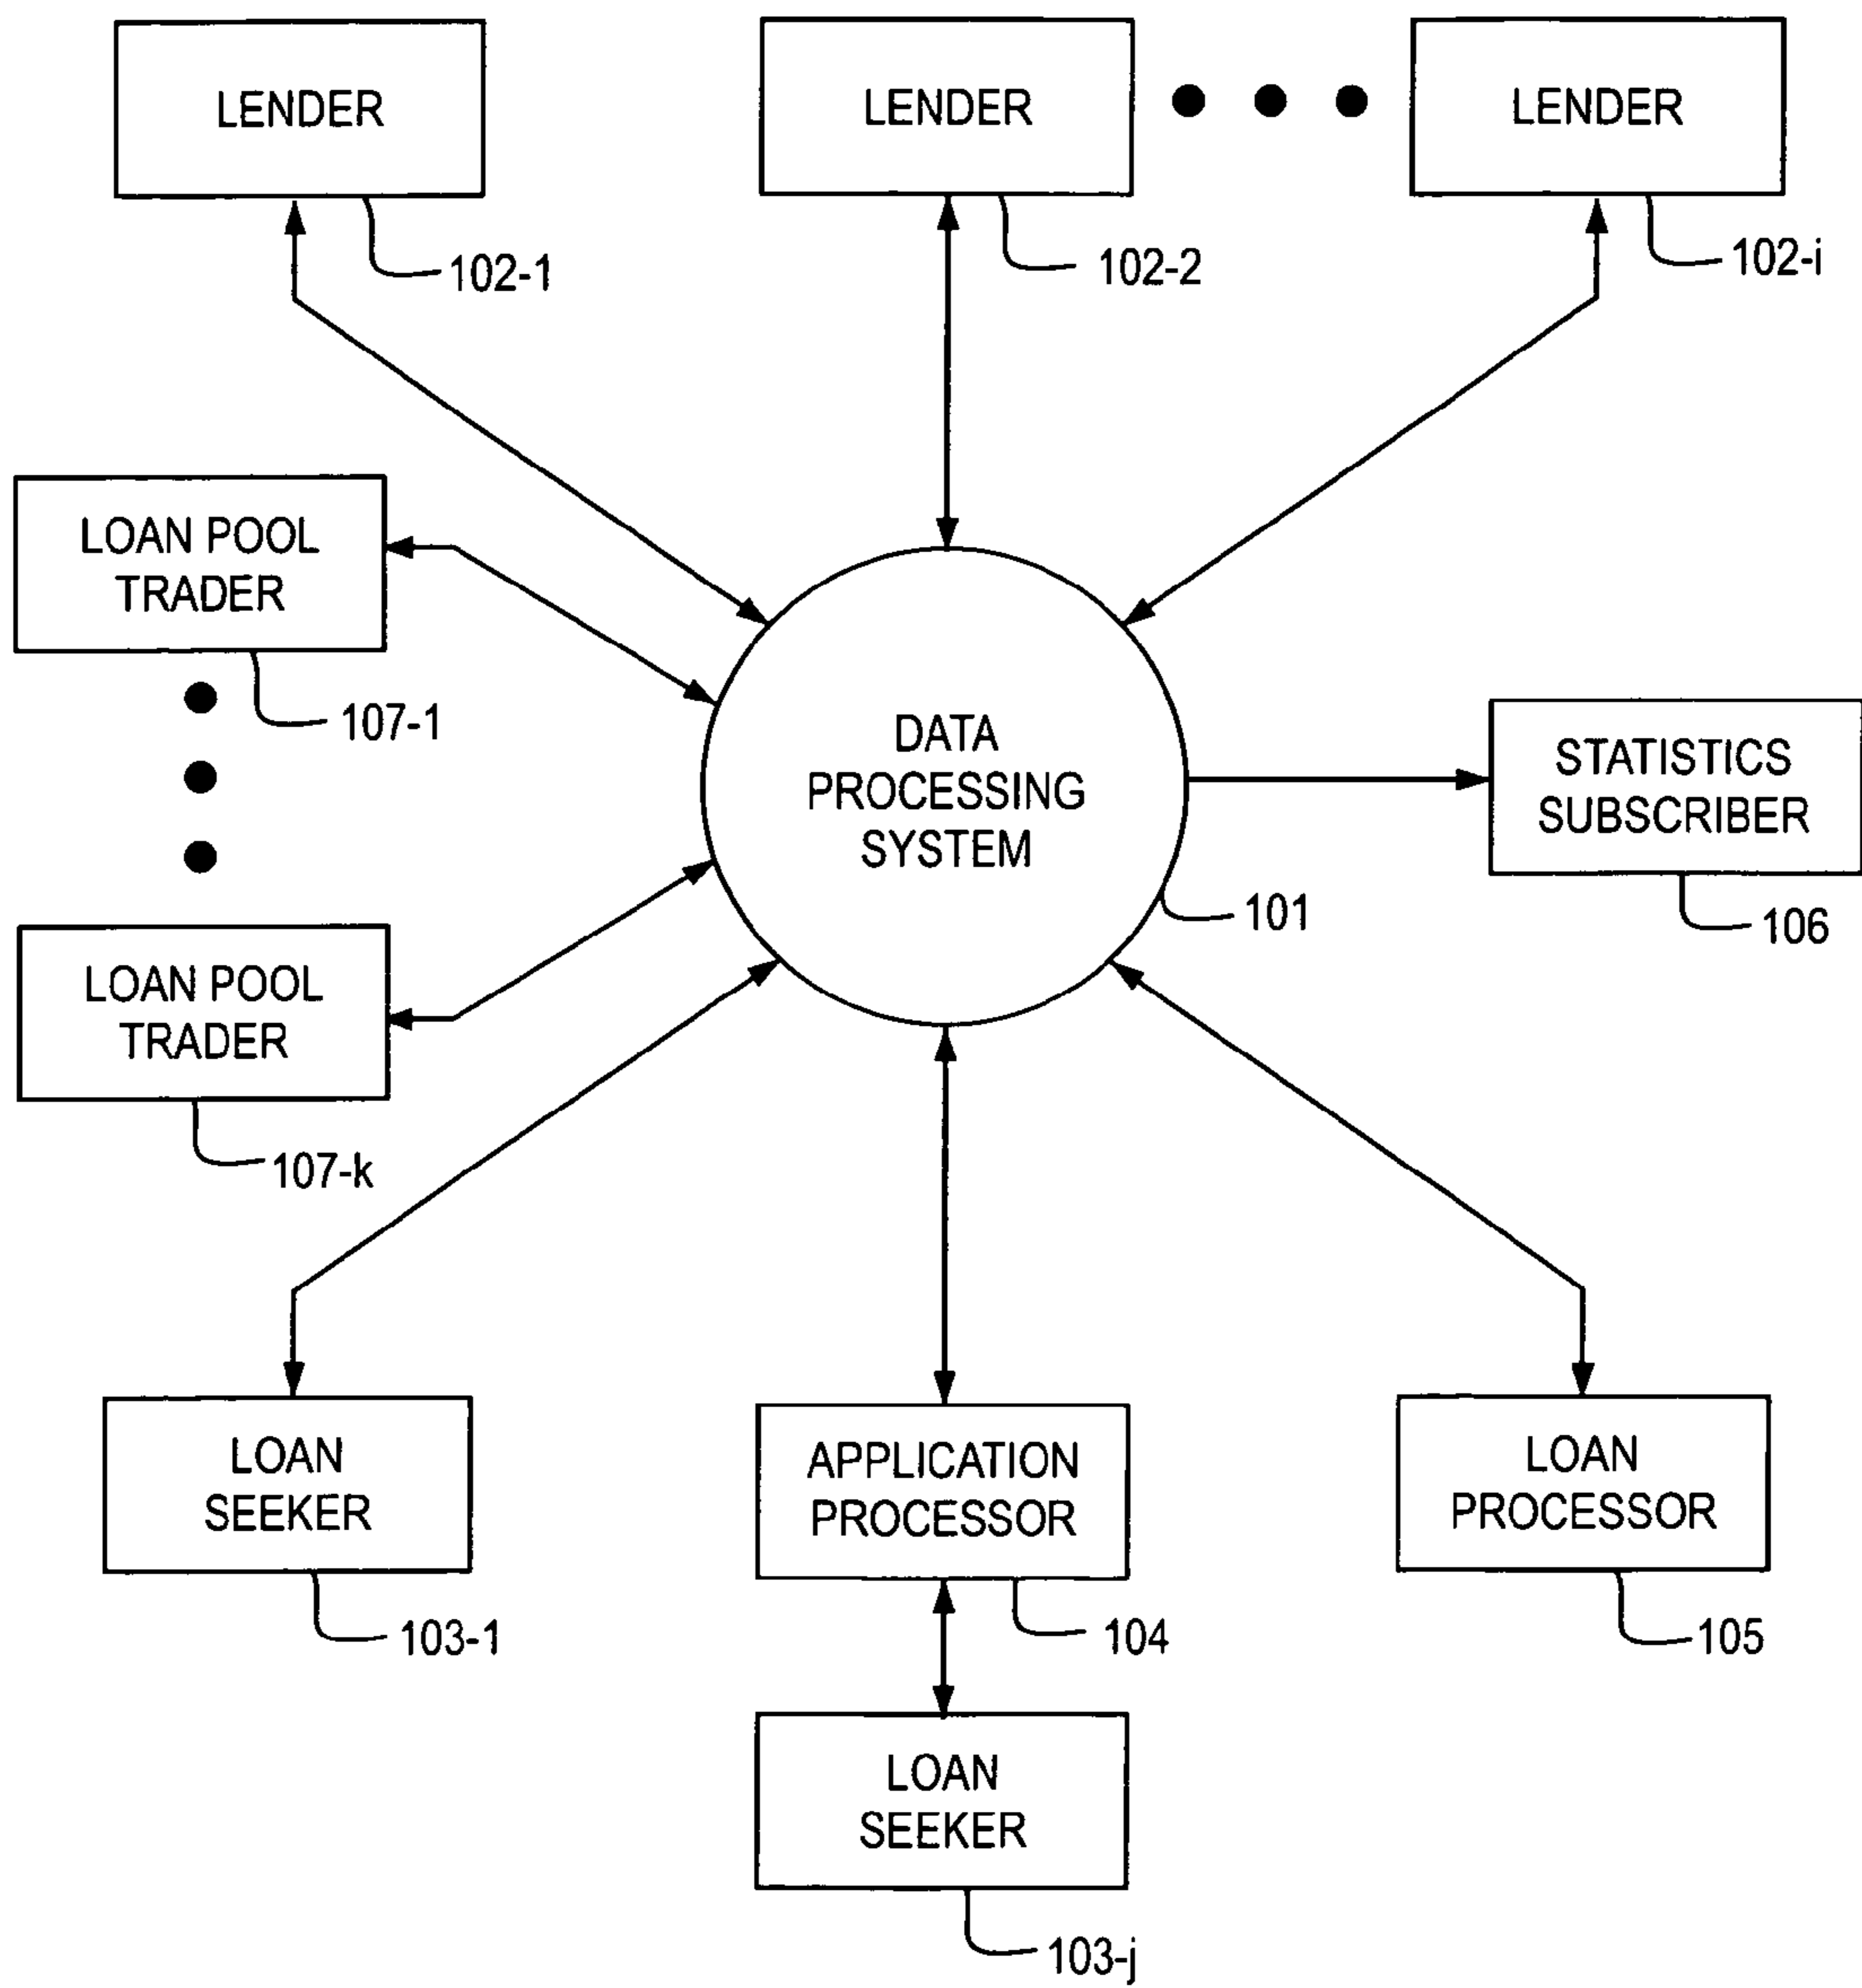 LENDER
LENDER
LENDER
102-1
102-2
102-i
LOAN POOL
TRADER
107-1
DATA
PROCESSING
SYSTEM
101
STATISTICS
SUBSCRIBER
106
LOAN POOL
TRADER
107-k
LOAN
SEEKER
103-1
APPLICATION
PROCESSOR
104
LOAN
PROCESSOR
105
LOAN
SEEKER
103-j